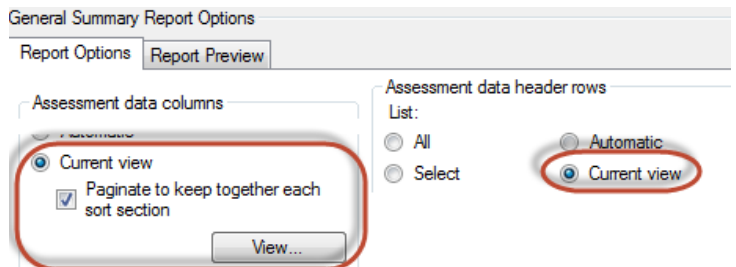 General Summary Report Options
Report Options
Report Preview
Assessment data columns
Automatic
Current view
Paginate to keep together each
sort section
View...
Assessment data header rows
List:
All
Automatic
Select
Current view